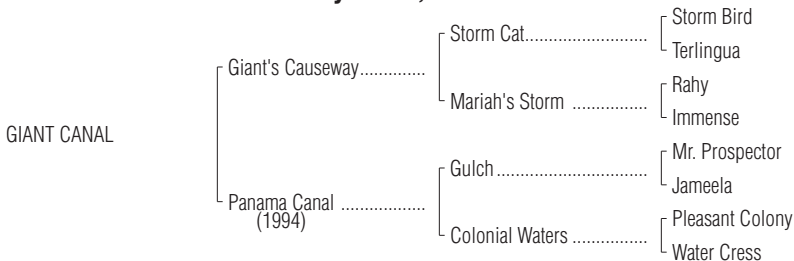 Storm Bird
Storm Cat..............................
Terlingua
Giant's Causeway..............
Rahy
Mariah's Storm ..................
Immense
GIANT CANAL
Mr. Prospector
Gulch.....................................
Jameela
Panama Canal ...................
(1994)
Pleasant Colony
Colonial Waters ..................
Water Cress